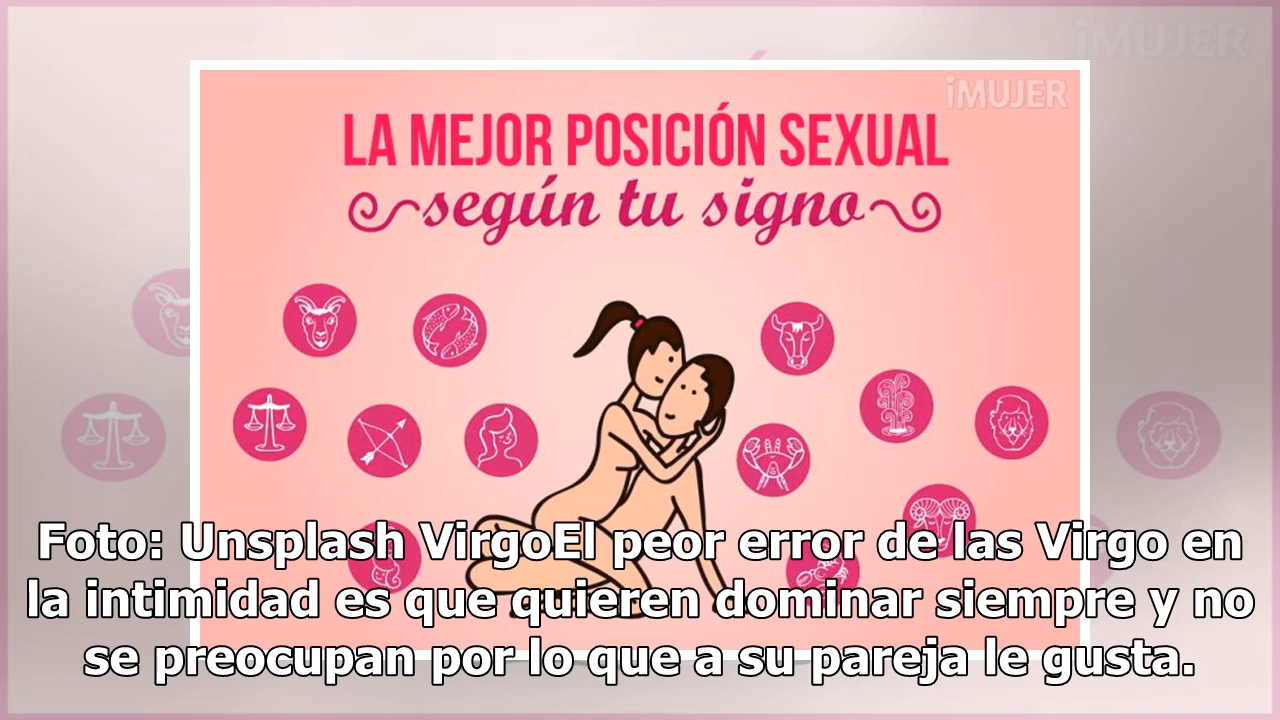 iMUJER
iMUJER
LA MEJOR POSICIÓN SEXUAL
según tu signo
Foto: Unsplash VirgoEl peor error de las Virgo en
la intimidad es que quieren dominar siempre y no
se preocupan por lo que a su pareja le gusta.